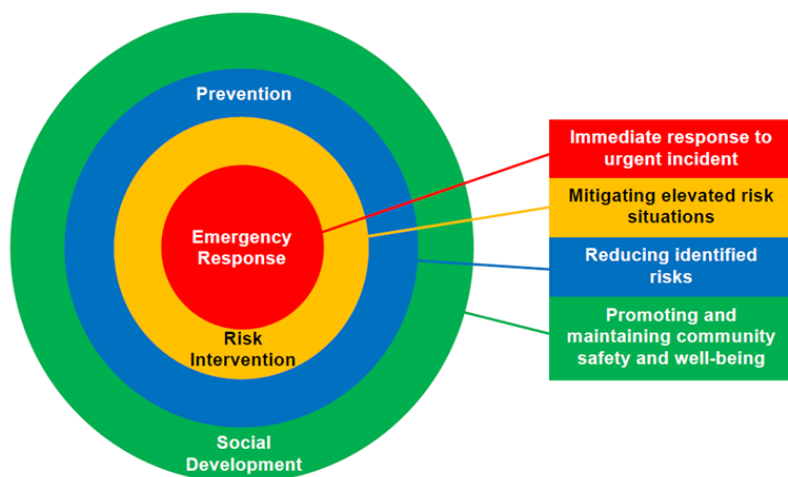 Prevention
Emergency
Response
Risk
Intervention
Social
Development
Immediate response to
urgent incident
Mitigating elevated risk
situations
Reducing identified
risks
Promoting and
maintaining community
safety and well-being